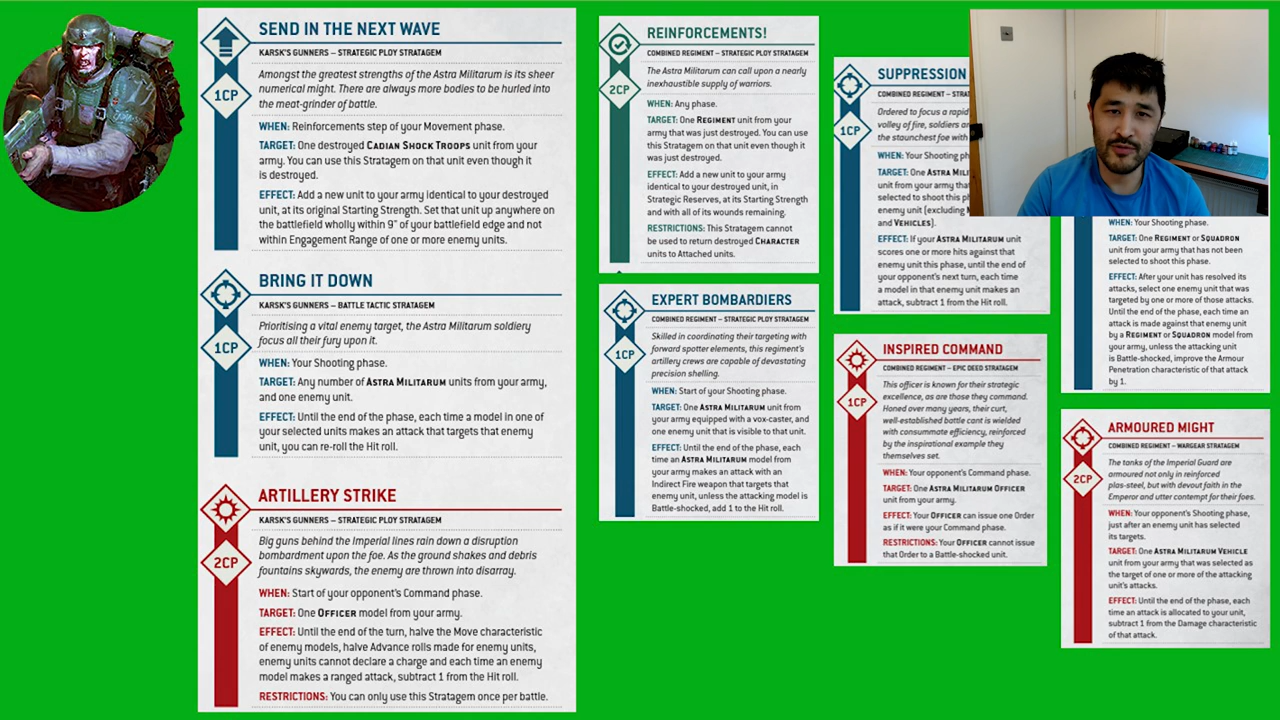 SEND IN THE NEXT WAVE
KARSK'S GUNNERS – STRATEGIC PLOY STRATAGEM
1CP
Amongst the greatest strengths of the Astra Militarum is its sheer
numerical might. There are always more bodies to be hurled into
the meat-grinder of battle.
WHEN: Reinforcements step of your Movement phase.
TARGET: One destroyed CADIAN SHOCK TROOPS unit from your
army. You can use this Stratagem on that unit even though it
is destroyed.
EFFECT: Add a new unit to your army identical to your destroyed
unit, at its original Starting Strength. Set that unit up anywhere on
the battlefield wholly within 9" of your battlefield edge and not
within Engagement Range of one or more enemy units.
BRING IT DOWN
KARSK'S GUNNERS – BATTLE TACTIC STRATAGEM
1CP
Prioritising a vital enemy target, the Astra Militarum soldiery
focus all their fury upon it.
WHEN: Your Shooting phase.
TARGET: Any number of ASTRA MILITARUM units from your army,
and one enemy unit.
EFFECT: Until the end of the phase, each time a model in one of
your selected units makes an attack that targets that enemy
unit, you can re-roll the Hit roll.
ARTILLERY STRIKE
KARSK'S GUNNERS – STRATEGIC PLOY STRATAGEM
2CP
Big guns behind the Imperial lines rain down a disruption
bombardment upon the foe. As the ground shakes and debris
fountains skywards, the enemy are thrown into disarray.
WHEN: Start of your opponent's Command phase.
TARGET: One OFFICER model from your army.
EFFECT: Until the end of the turn, halve the Move characteristic
of enemy models, halve Advance rolls made for enemy units,
enemy units cannot declare a charge and each time an enemy
model makes a ranged attack, subtract 1 from the Hit roll.
RESTRICTIONS: You can only use this Stratagem once per battle.
REINFORCEMENTS!
COMBINED REGIMENT – STRATEGIC PLOY STRATAGEM
2CP
The Astra Militarum can call upon a nearly
inexhaustible supply of warriors.
WHEN: Any phase.
TARGET: One REGIMENT unit from your
army that was just destroyed. You can use
this Stratagem on that unit even though it
was just destroyed.
EFFECT: Add a new unit to your army
identical to your destroyed unit, in
Strategic Reserves, at its Starting Strength
and with all of its wounds remaining.
RESTRICTIONS: This Stratagem cannot
be used to return destroyed CHARACTER
units to Attached units.
EXPERT BOMBARDIERS
COMBINED REGIMENT – STRATEGIC PLOY STRATAGEM
1CP
Skilled in coordinating their targeting with
forward spotter elements, this regiment's
artillery crews are capable of devastating
precision shelling.
WHEN: Start of your Shooting phase.
TARGET: One ASTRA MILITARUM unit from
your army equipped with a vox-caster, and
one enemy unit that is visible to that unit.
EFFECT: Until the end of the phase, each
time an ASTRA MILITARUM model from
your army makes an attack with an
Indirect Fire weapon that targets that
enemy unit, unless the attacking model is
Battle-shocked, add 1 to the Hit roll.
SUPPRESSION
COMBINED REGIMENT –
1CP
Ordered to focus a rapid
volley of fire, soldiers
the staunchest foe with
WHEN: Your Shooting
TARGET: One ASTRA
unit from your army that
selected to shoot this
enemy unit (excluding
and VEHICLES).
EFFECT: If your ASTRA MILITARUM unit
scores one or more hits against that
enemy unit this phase, until the end of
your opponent's next turn, each time
a model in that enemy unit makes an
attack, subtract 1 from the Hit roll.
INSPIRED COMMAND
COMBINED REGIMENT – EPIC DEED STRATAGEM
1CP
This officer is known for their strategic
excellence, as are those they command.
Honed over many years, their curt,
well-established battle cant is wielded
with consummate efficiency, reinforced
by the inspirational example they
themselves set.
WHEN: Your opponent's Command phase.
TARGET: One ASTRA MILITARUM OFFICER
unit from your army.
EFFECT: Your OFFICER can issue one Order
as if it were your Command phase.
RESTRICTIONS: Your OFFICER cannot issue
that Order to a Battle-shocked unit.
WHEN: Your Shooting phase.
TARGET: One REGIMENT or SQUADRON
unit from your army that has not been
selected to shoot this phase.
EFFECT: After your unit has resolved its
attacks, select one enemy unit that was
targeted by one or more of those attacks.
Until the end of the phase, each time an
attack is made against that enemy unit
by a REGIMENT or SQUADRON model from
your army, unless the attacking unit
is Battle-shocked, improve the Armour
Penetration characteristic of that attack
by 1.
ARMOURED MIGHT
COMBINED REGIMENT – WARGEAR STRATAGEM
2CP
The tanks of the Imperial Guard are
armoured not only in reinforced
plas-steel, but with devout faith in the
Emperor and utter contempt for their foes.
WHEN: Your opponent's Shooting phase,
just after an enemy unit has selected
its targets.
TARGET: One ASTRA MILITARUM VEHICLE
unit from your army that was selected as
the target of one or more of the attacking
unit's attacks.
EFFECT: Until the end of the phase, each
time an attack is allocated to your unit,
subtract 1 from the Damage characteristic
of that attack.